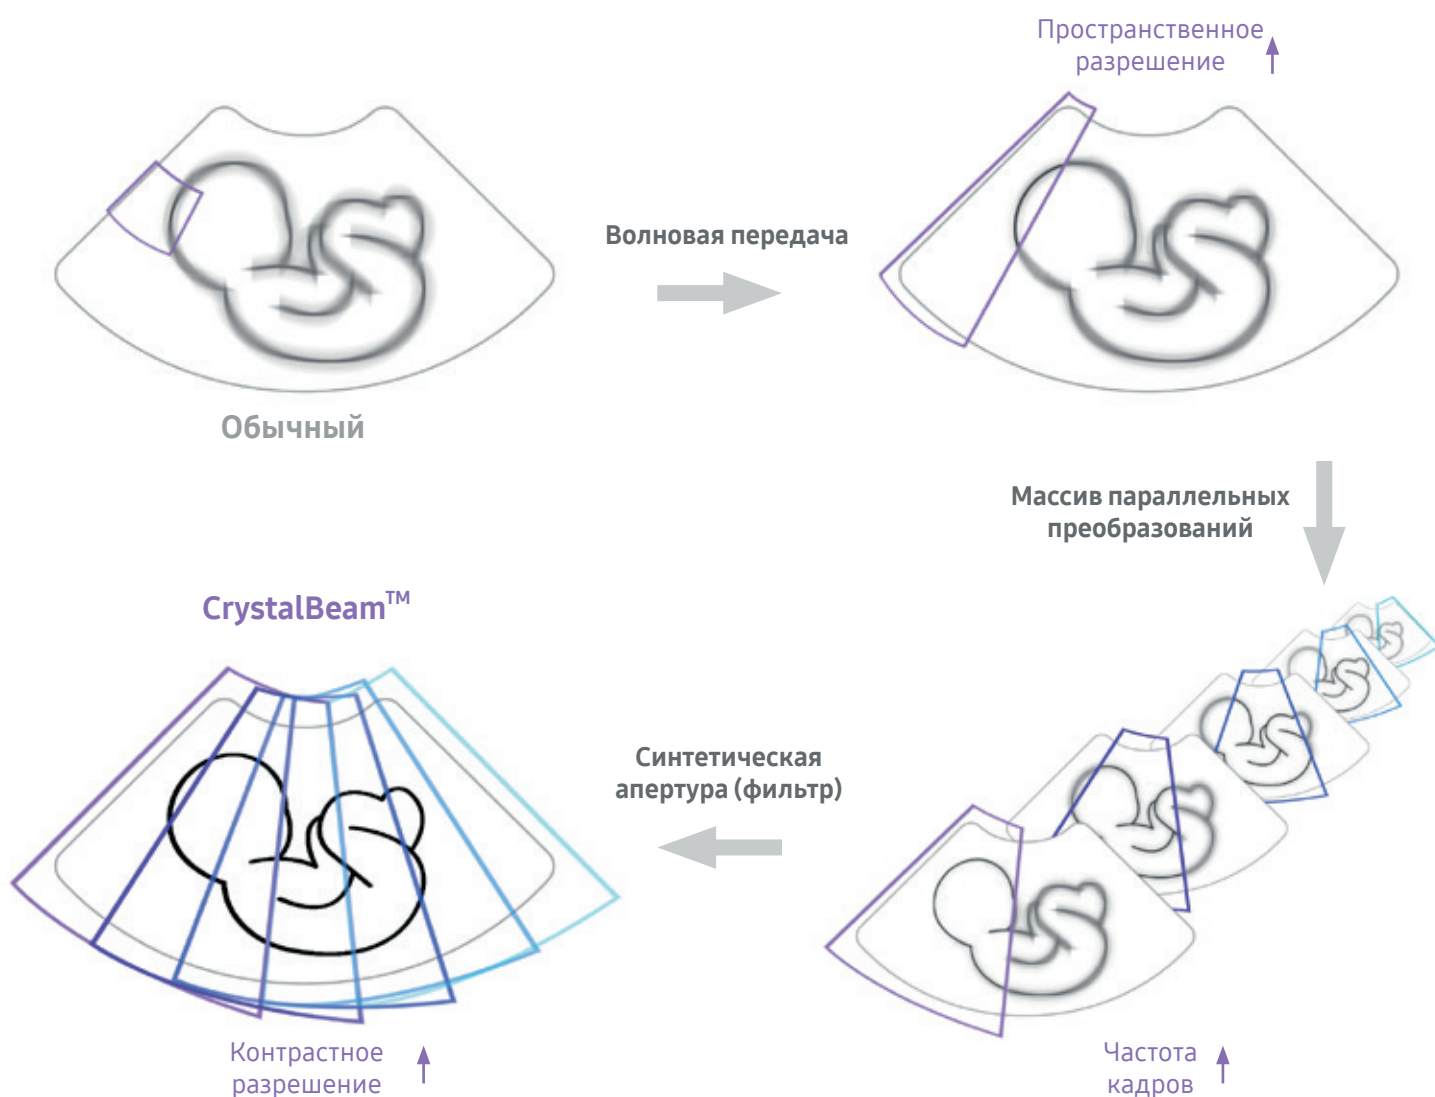 Пространственное
разрешение
Волновая передача
Обычный
Массив параллельных
преобразований
CrystalBeam™
Синтетическая
апертура (фильтр)
Контрастное
разрешение
Частота
кадров